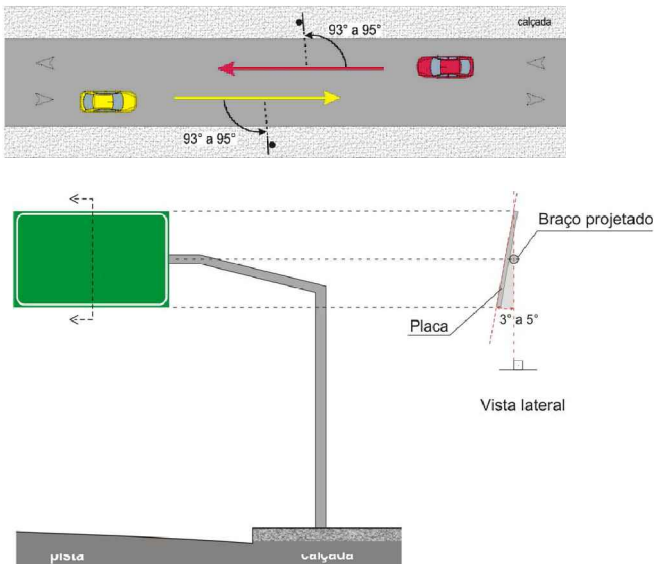 calçada
93° a 95°
93° a 95°
Braço projetado
Placa
3° a 5°
Vista lateral
pista
calçada